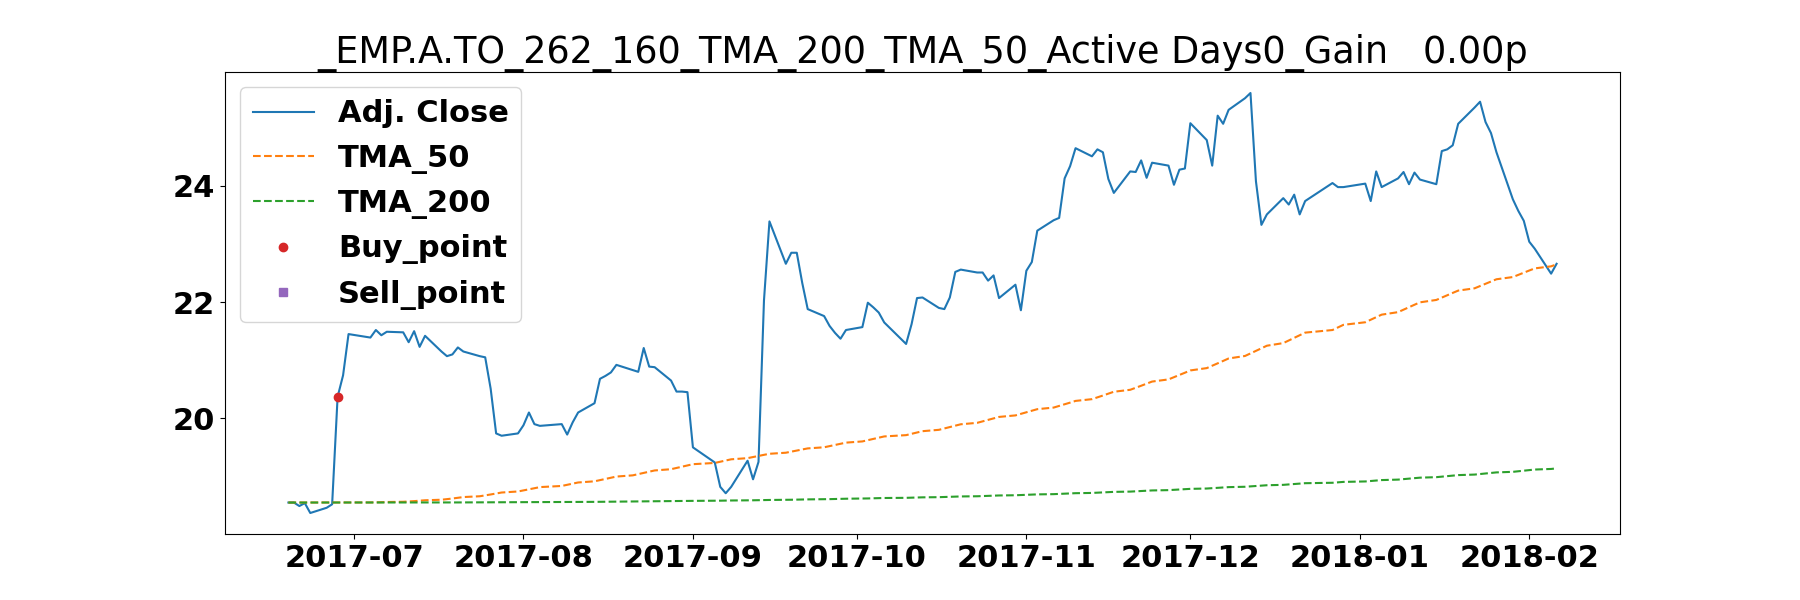 _EMP.A.TO_262_160_TMA_200_TMA_50_Active Days0_Gain   0.00p
Adj. Close
TMA_50
TMA_200
Buy_point
Sell_point
24
22
20
2017-07 2017-08 2017-09 2017-10 2017-11 2017-12 2018-01 2018-02